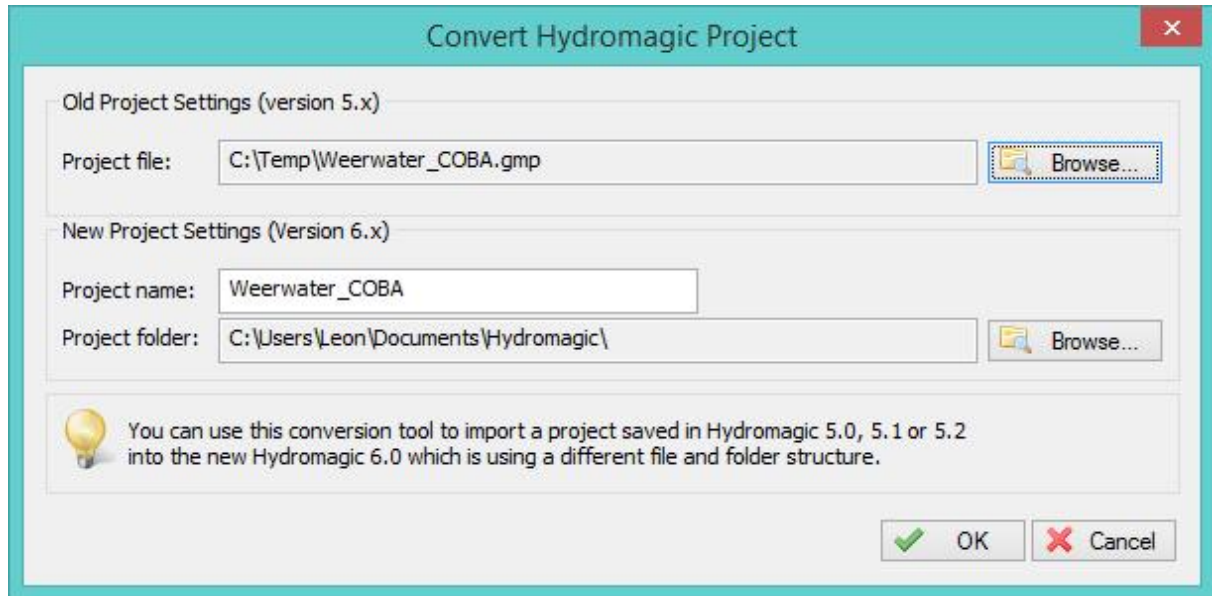 Convert Hydromagic Project
Old Project Settings (version 5.x)
Project file: C:\Temp\Weerwater_COBA.gmp Browse...
New Project Settings (Version 6.x)
Project name: Weerwater_COBA
Project folder: C:\Users\Leon\Documents\Hydromagic\ Browse...
You can use this conversion tool to import a project saved in Hydromagic 5.0, 5.1 or 5.2
into the new Hydromagic 6.0 which is using a different file and folder structure.
OK Cancel